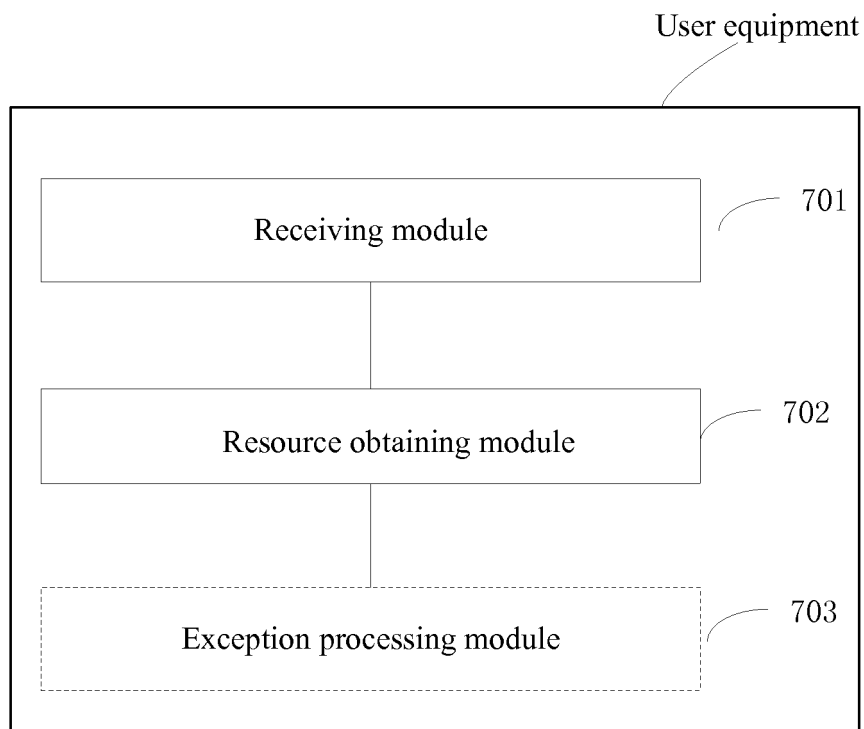 User equipment
Receiving module
701
Resource obtaining module
702
Exception processing module
703